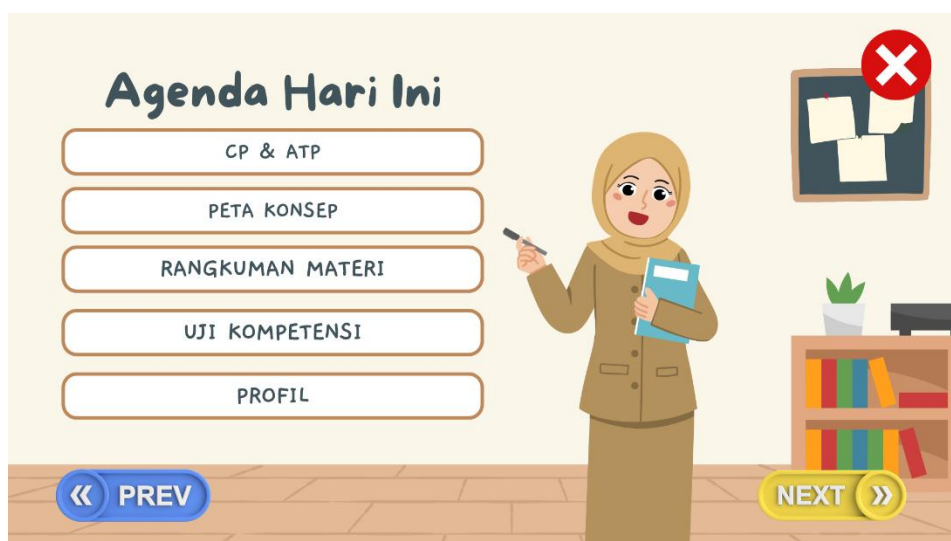 Agenda Hari Ini
CP & ATP
PETA KONSEP
RANGKUMAN MATERI
UJI KOMPETENSI
PROFIL
PREV
NEXT